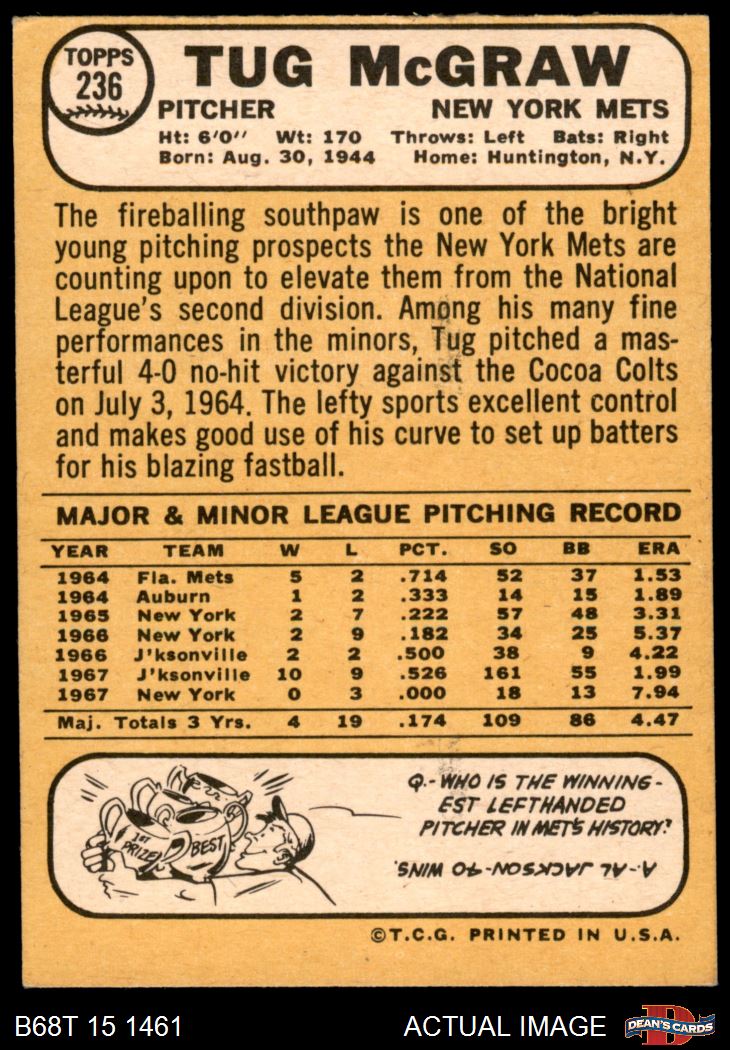 TOPPS
236
TUG McGRAW
PITCHER NEW YORK METS
Ht: 6'0" Wt: 170 Throws: Left Bats: Right
Born: Aug. 30, 1944 Home: Huntington, N.Y.
The fireballing southpaw is one of the bright
young pitching prospects the New York Mets are
counting upon to elevate them from the National
League's second division. Among his many fine
performances in the minors, Tug pitched a mas-
terful 4-0 no-hit victory against the Cocoa Colts
on July 3, 1964. The lefty sports excellent control
and makes good use of his curve to set up batters
for his blazing fastball.
MAJOR & MINOR LEAGUE PITCHING RECORD
YEAR TEAM W L PCT. SO BB ERA
1964 Fla. Mets 5 2 .714 52 37 1.53
1964 Auburn 1 2 .333 14 15 1.89
1965 New York 2 7 .222 57 48 3.31
1966 New York 2 9 .182 34 25 5.37
1966 J'ksonville 2 2 .500 38 9 4.22
1967 J'ksonville 10 9 .526 161 55 1.99
1967 New York 0 3 .000 18 13 7.94
Maj. Totals 3 Yrs. 4 19 .174 109 86 4.47
1ST
PRIZE
BEST
Q.-WHO IS THE WINNING-
EST LEFTHANDED
PITCHER IN MET'S HISTORY?
A.-AL JACKSON-40 WINS.
©T.C.G. PRINTED IN U.S.A.
B68T 15 1461 ACTUAL IMAGE
D
DEAN'S CARDS